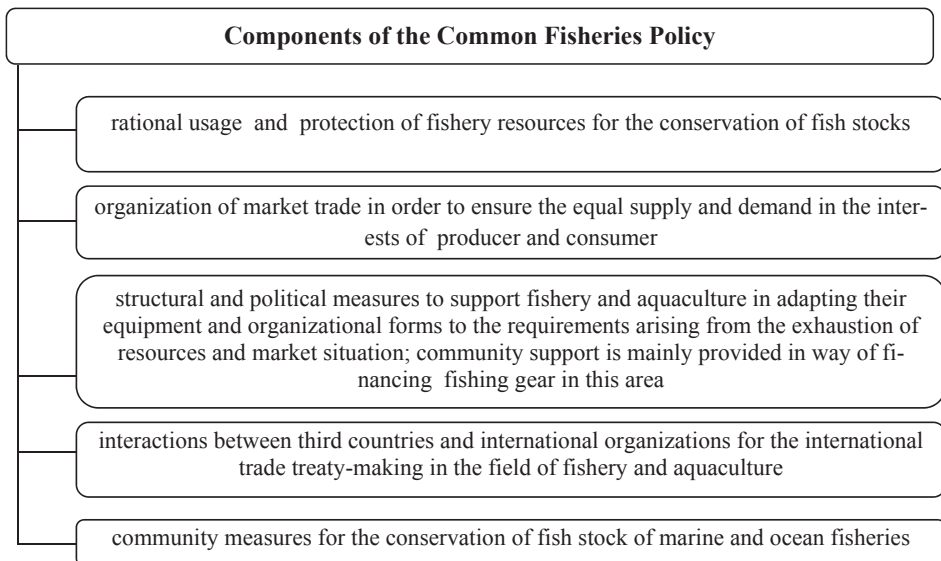 Components of the Common Fisheries Policy
rational usage and protection of fishery resources for the conservation of fish stocks
organization of market trade in order to ensure the equal supply and demand in the inter-
ests of producer and consumer
structural and political measures to support fishery and aquaculture in adapting their
equipment and organizational forms to the requirements arising from the exhaustion of
resources and market situation; community support is mainly provided in way of fi-
nancing fishing gear in this area
interactions between third countries and international organizations for the international
trade treaty-making in the field of fishery and aquaculture
community measures for the conservation of fish stock of marine and ocean fisheries